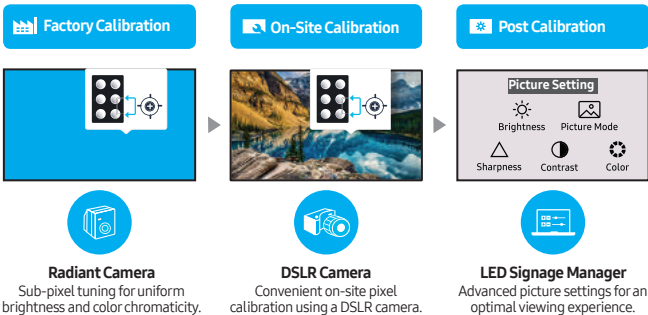 Factory Calibration
On-Site Calibration
Post Calibration
Picture Setting
Brightness
Picture Mode
Sharpness
Contrast
Color
Radiant Camera
Sub-pixel tuning for uniform
brightness and color chromaticity.
DSLR Camera
Convenient on-site pixel
calibration using a DSLR camera.
LED Signage Manager
Advanced picture settings for an
optimal viewing experience.